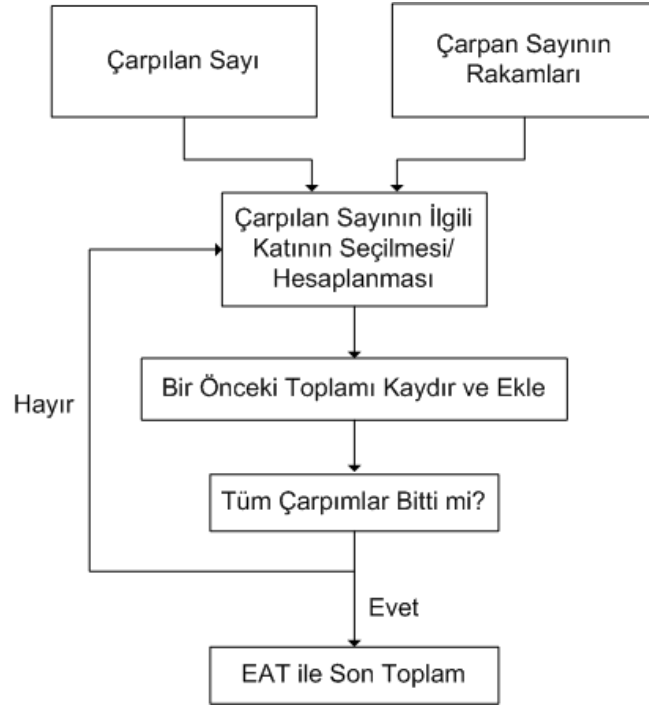 Çarpılan Sayı
Çarpan Sayının
Rakamları
Çarpılan Sayının İlgili
Katının Seçilmesi/
Hesaplanması
Bir Önceki Toplamı Kaydır ve Ekle
Hayır
Tüm Çarpımlar Bitti mi?
Evet
EAT ile Son Toplam